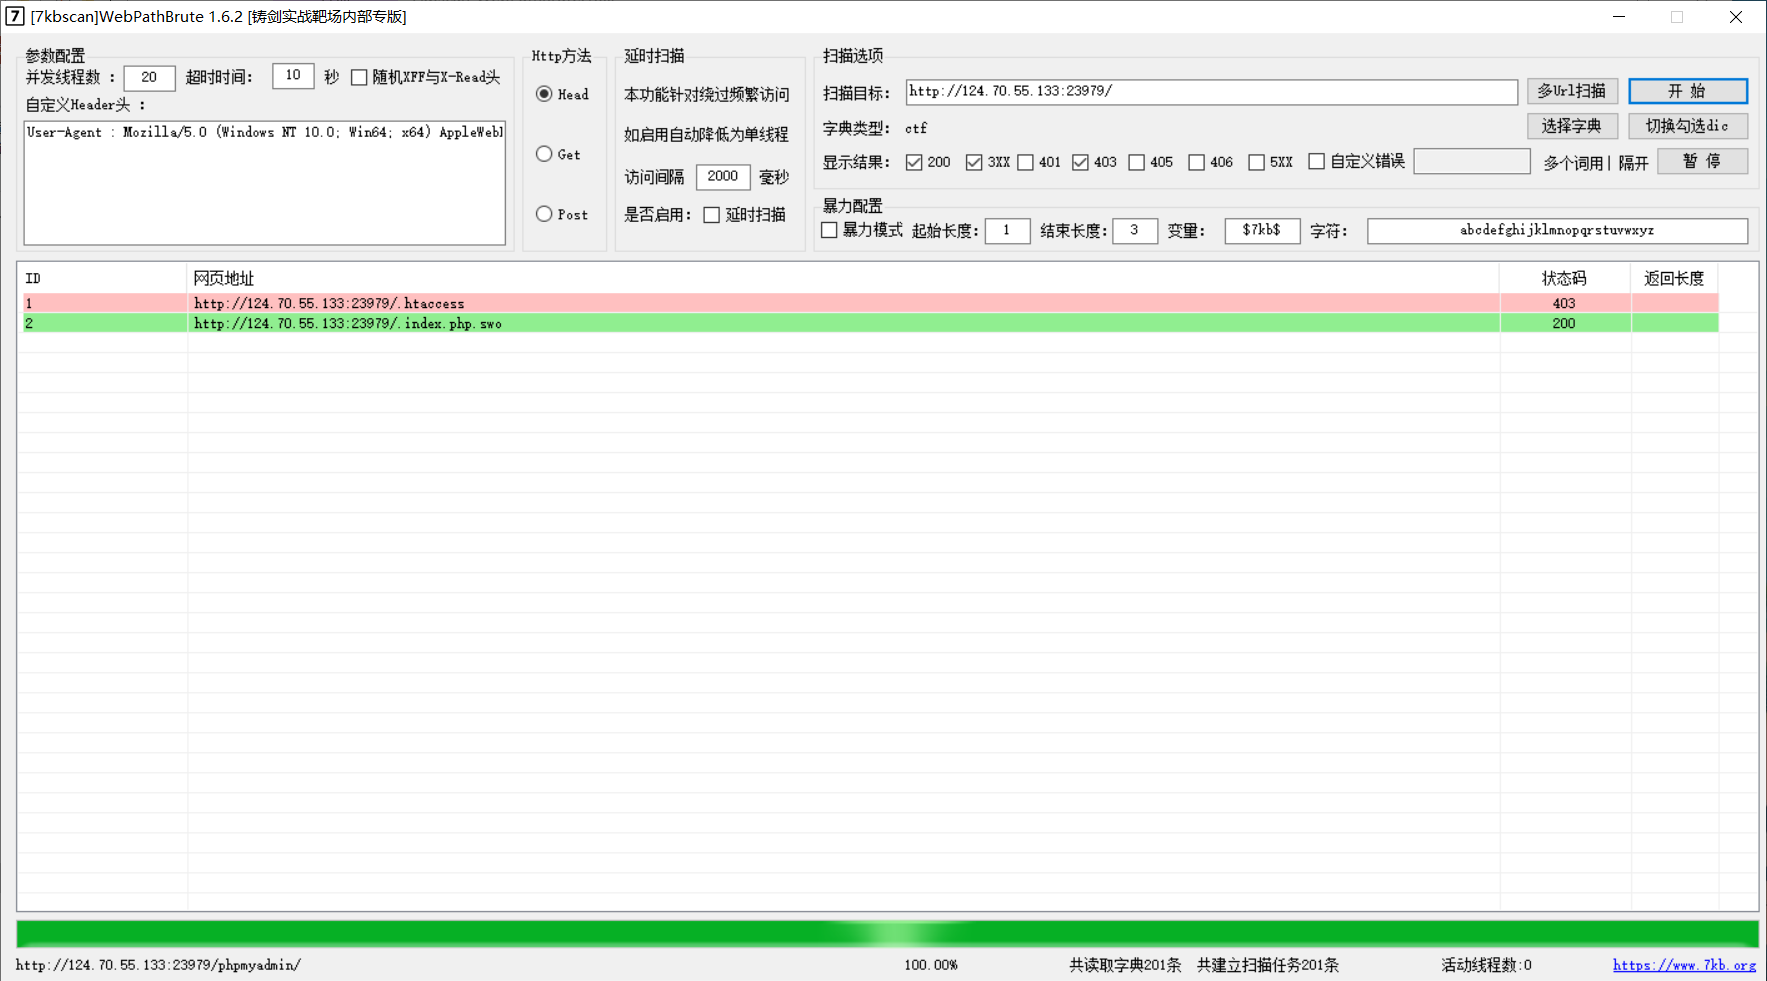 7 [7kbscan]WebPathBrute 1.6.2 [铸剑实战靶场内部专版]
参数配置
并发线程数 : 20 超时时间: 10 秒 随机XFF与X-Read头
自定义Header头 :
User-Agent : Mozilla/5.0 (Windows NT 10.0; Win64; x64) AppleWebl
Http方法
Head
Get
Post
延时扫描
本功能针对绕过频繁访问
如启用自动降低为单线程
访问间隔 2000 毫秒
是否启用: 延时扫描
扫描选项
扫描目标: http://124.70.55.133:23979/ 多Url扫描 开 始
字典类型: ctf 选择字典 切换勾选dic
显示结果: 200 3XX 401 403 405 406 5XX 自定义错误 多个词用| 隔开 暂 停
暴力配置
暴力模式 起始长度: 1 结束长度: 3 变量: $7kb$ 字符: abcdefghijklmnopqrstuvwxyz
ID 网页地址 状态码 返回长度
1 http://124.70.55.133:23979/.htaccess 403
2 http://124.70.55.133:23979/.index.php.swo 200
http://124.70.55.133:23979/phpmyadmin/ 100.00% 共读取字典201条 共建立扫描任务201条 活动线程数:0 https://www.7kb.org